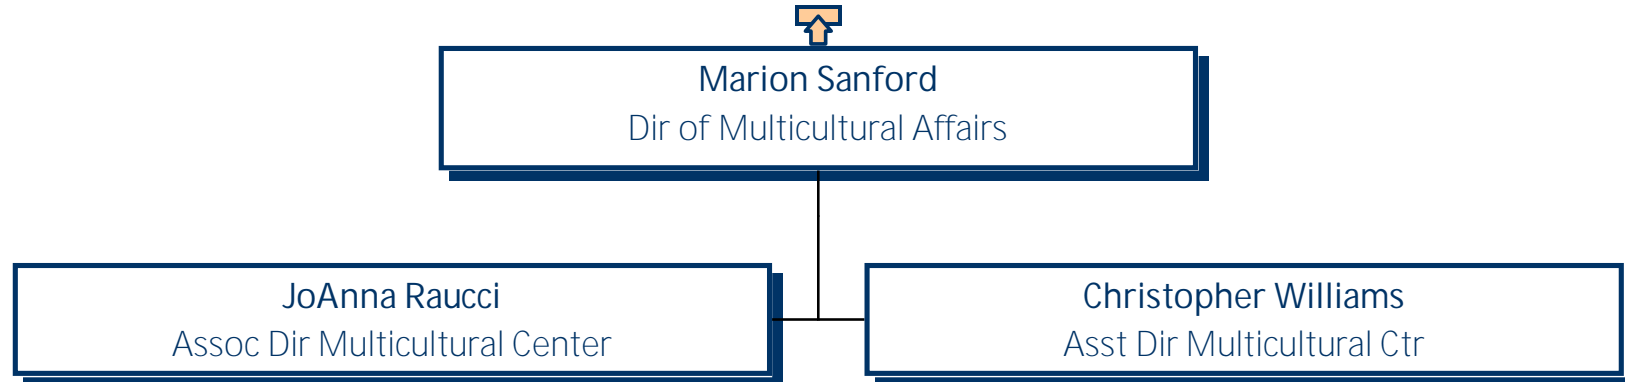 Marion Sanford
Dir of Multicultural Affairs
JoAnna Raucci
Assoc Dir Multicultural Center
Christopher Williams
Asst Dir Multicultural Ctr